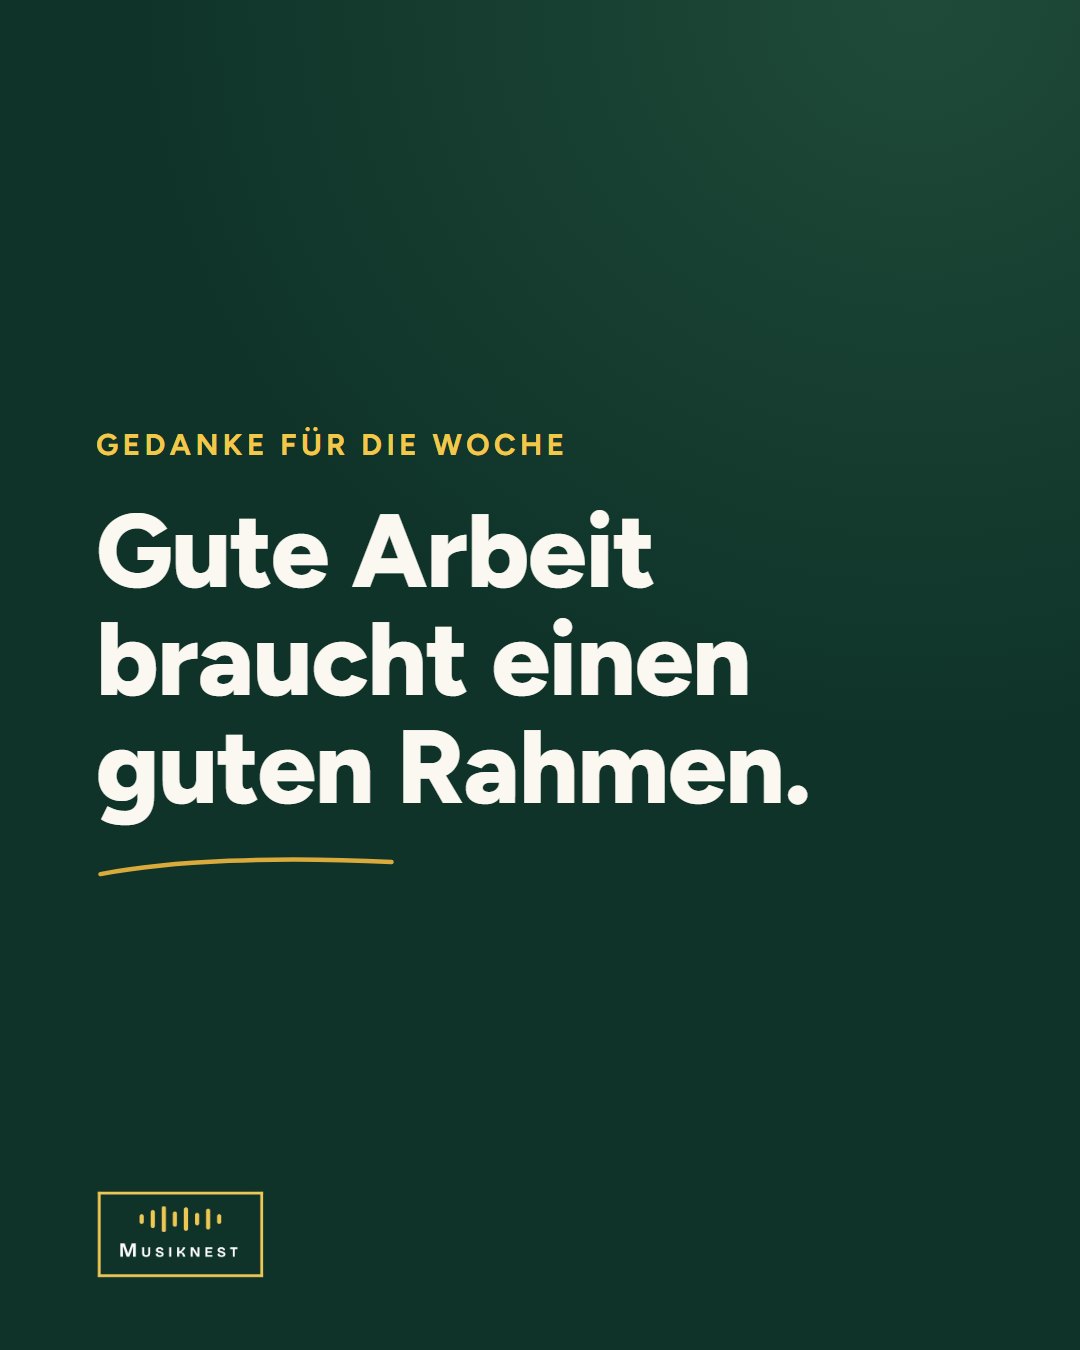 GEDANKE FÜR DIE WOCHE
Gute Arbeit
braucht einen
guten Rahmen.
MUSIKNEST